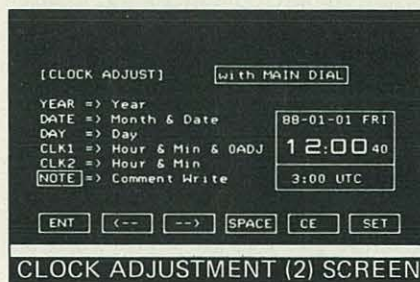 [CLOCK ADJUST] with MAIN DIAL
YEAR => Year
DATE => Month & Date
DAY => Day
CLK1 => Hour & Min & 0ADJ
CLK2 => Hour & Min
NOTE => Comment Write
88-01-01 FRI
12:00 40
3:00 UTC
ENT <-- --> SPACE CE SET
CLOCK ADJUSTMENT (2) SCREEN